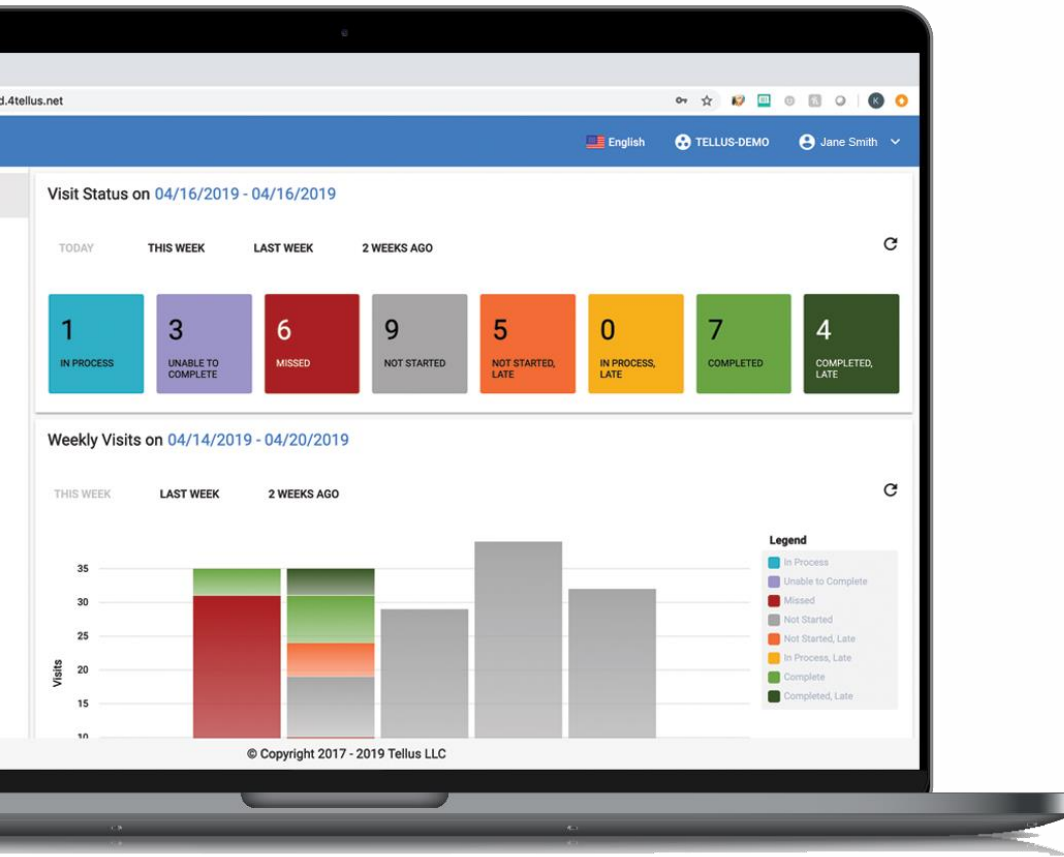 d.4tellus.net
K
English
TELLUS-DEMO
Jane Smith
Visit Status on 04/16/2019 - 04/16/2019
TODAY
THIS WEEK
LAST WEEK
2 WEEKS AGO
1
IN PROCESS
3
UNABLE TO
COMPLETE
6
MISSED
9
NOT STARTED
5
NOT STARTED,
LATE
0
IN PROCESS,
LATE
7
COMPLETED
4
COMPLETED,
LATE
Weekly Visits on 04/14/2019 - 04/20/2019
THIS WEEK
LAST WEEK
2 WEEKS AGO
Visits
35
30
25
20
15
10
Legend
In Process
Unable to Complete
Missed
Not Started
Not Started, Late
In Process, Late
Complete
Completed, Late
© Copyright 2017 - 2019 Tellus LLC